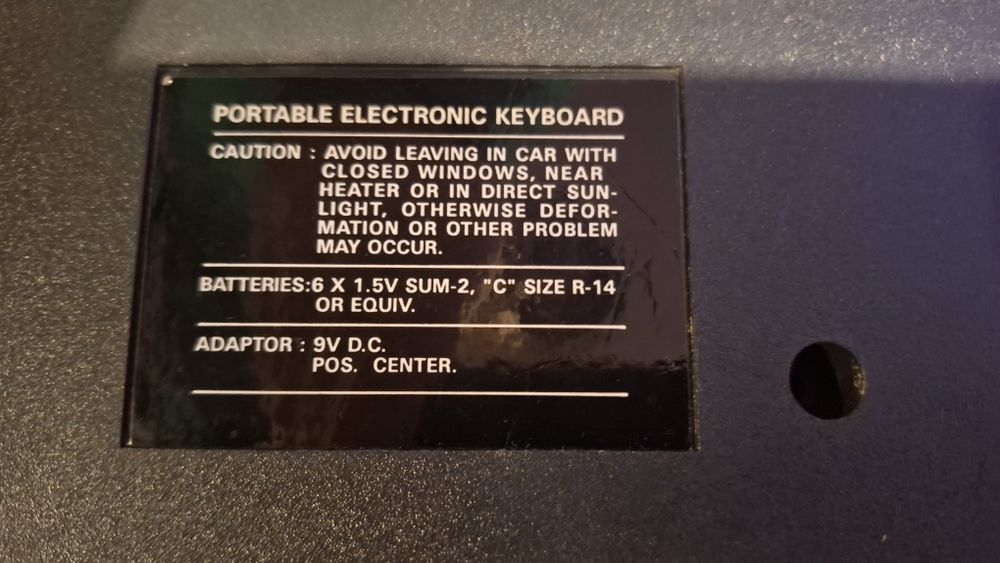 PORTABLE ELECTRONIC KEYBOARD
CAUTION : AVOID LEAVING IN CAR WITH
CLOSED WINDOWS, NEAR
HEATER OR IN DIRECT SUN-
LIGHT, OTHERWISE DEFOR-
MATION OR OTHER PROBLEM
MAY OCCUR.
BATTERIES:6 X 1.5V SUM-2, "C" SIZE R-14
OR EQUIV.
ADAPTOR : 9V D.C.
POS. CENTER.